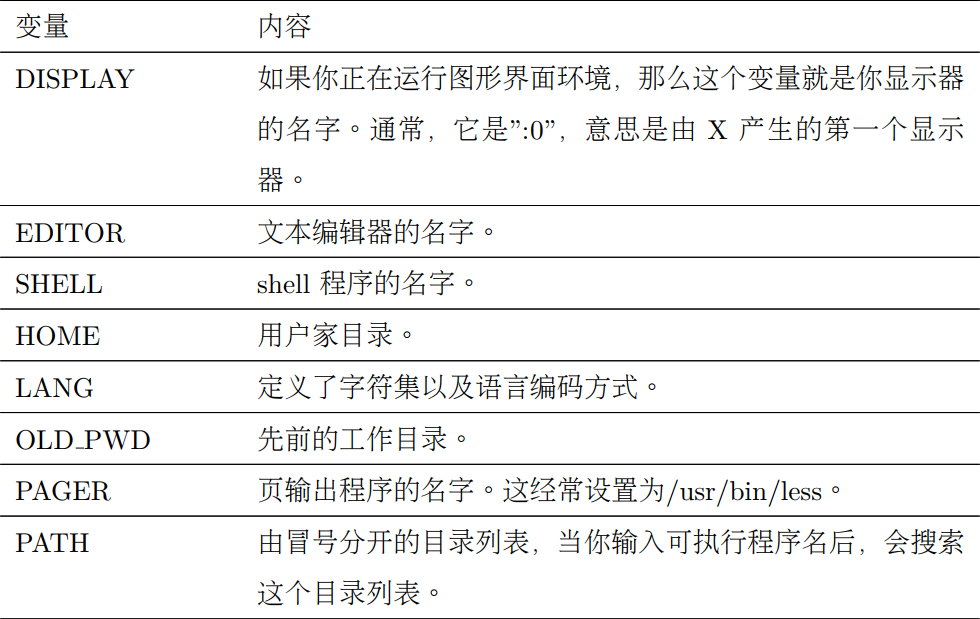 变量 内容
DISPLAY 如果你正在运行图形界面环境，那么这个变量就是你显示器
的名字。通常，它是”:0”，意思是由 X 产生的第一个显示
器。
EDITOR 文本编辑器的名字。
SHELL shell 程序的名字。
HOME 用户家目录。
LANG 定义了字符集以及语言编码方式。
OLD_PWD 先前的工作目录。
PAGER 页输出程序的名字。这经常设置为/usr/bin/less。
PATH 由冒号分开的目录列表，当你输入可执行程序名后，会搜索
这个目录列表。